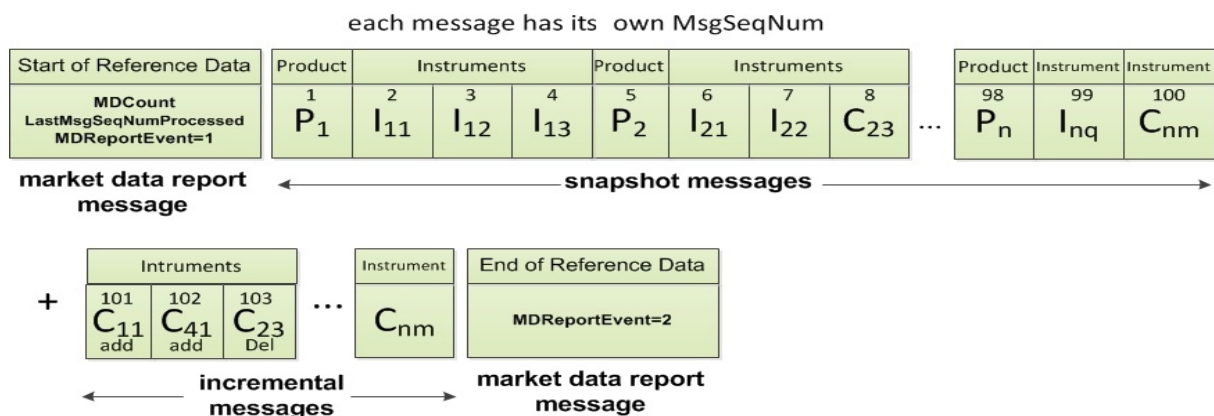 each message has its own MsgSeqNum
Start of Reference Data
Product Instruments Product Instruments Product Instrument Instrument
MDCount
LastMsgSeqNumProcessed
MDReportEvent=1
1 2 3 4 5 6 7 8 98 99 100
P1 I11 I12 I13 P2 I21 I22 C23 ... Pn Inq Cnm
market data report
message
snapshot messages
Intruments Instrument End of Reference Data
+
101 102 103
C11 C41 C23 ... Cnm
add add Del
MDReportEvent=2
incremental
messages
market data report
message